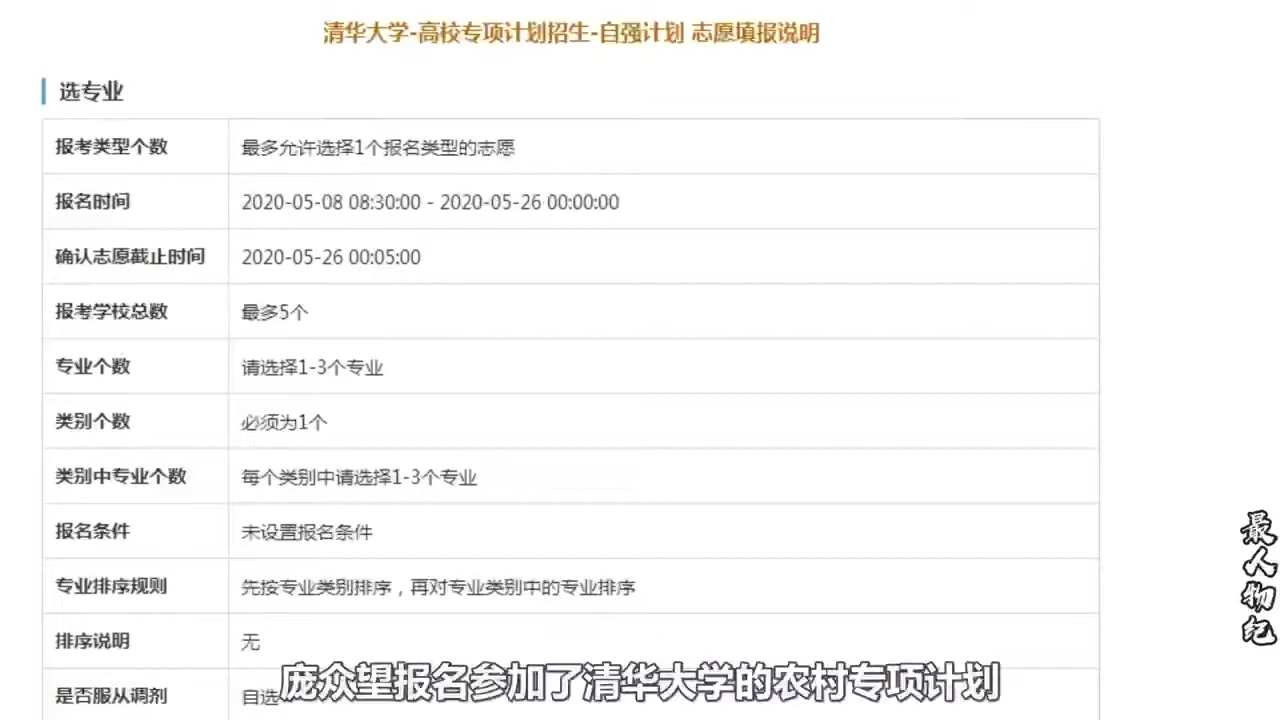 清华大学-高校专项计划招生-自强计划 志愿填报说明
选专业
报考类型个数 最多允许选择1个报名类型的志愿
报名时间 2020-05-08 08:30:00 - 2020-05-26 00:00:00
确认志愿截止时间 2020-05-26 00:05:00
报考学校总数 最多5个
专业个数 请选择1-3个专业
类别个数 必须为1个
类别中专业个数 每个类别中请选择1-3个专业
报名条件 未设置报名条件
专业排序规则 先按专业类别排序，再对专业类别中的专业排序
排序说明 无
是否服从调剂 自选
庞众望报名参加了清华大学的农村专项计划
最人物纪